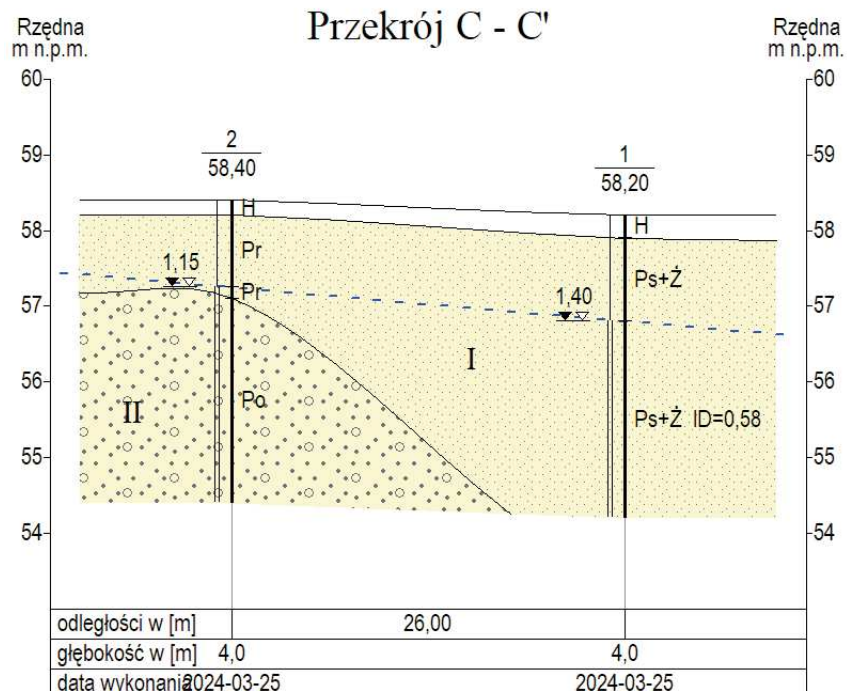 Przekrój C - C'
Rzędna
m n.p.m.
Rzędna
m n.p.m.
60
60
59
59
58
58
57
57
56
56
55
55
54
54
2
58,40
1
58,20
H
H
Pr
1,15
Pr
Ps+Ż
1,40
I
II
Po
Ps+Ż ID=0,58
odległości w [m] 26,00
głębokość w [m] 4,0 4,0
data wykonania 2024-03-25 2024-03-25